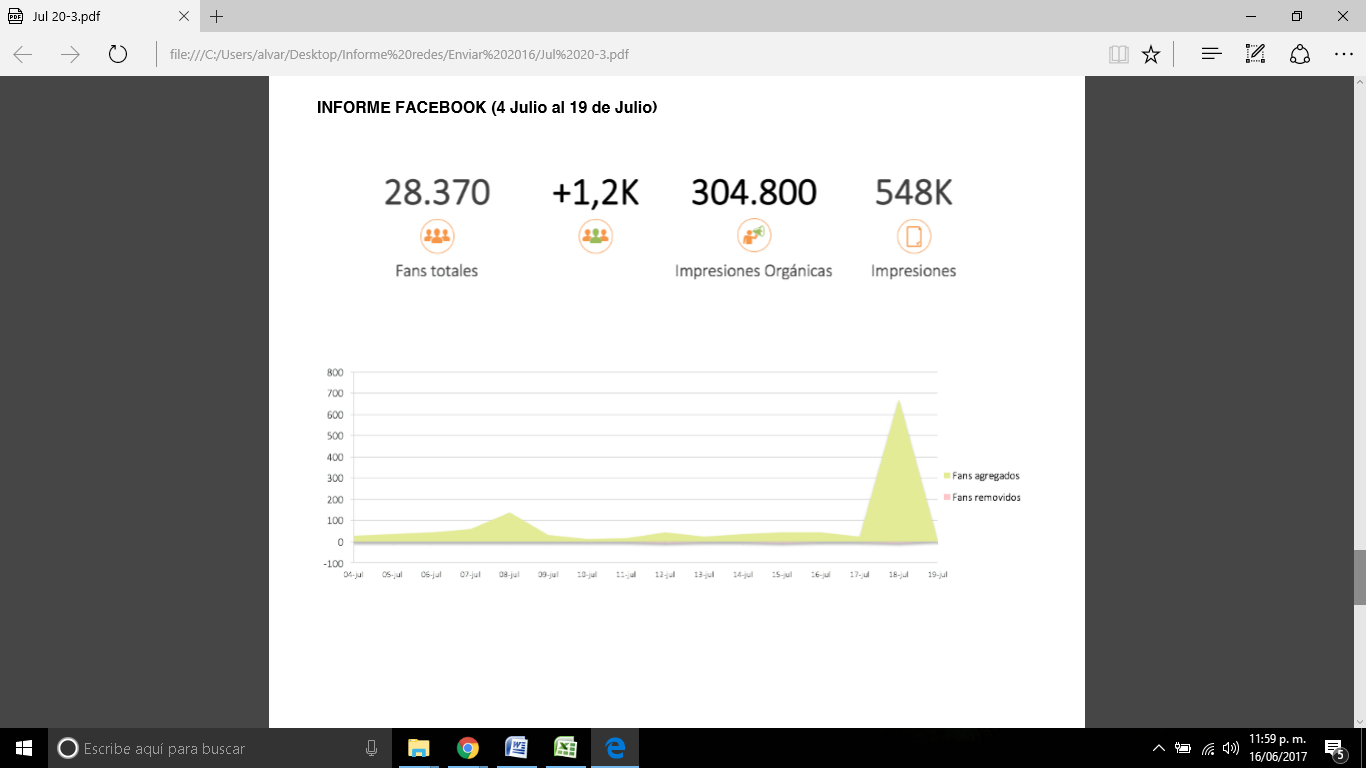 Jul 20-3.pdf
file:///C:/Users/alvar/Desktop/Informe%20redes/Enviar%202016/Jul%2020-3.pdf
INFORME FACEBOOK (4 Julio al 19 de Julio)
28.370 +1,2K 304.800 548K
Fans totales Impresiones Orgánicas Impresiones
800
700
600
500
400
300
200
100
0
-100
04-jul 05-jul 06-jul 07-jul 08-jul 09-jul 10-jul 11-jul 12-jul 13-jul 14-jul 15-jul 16-jul 17-jul 18-jul 19-jul
Fans agregados
Fans removidos
Escribe aquí para buscar
11:59 p. m.
16/06/2017
5